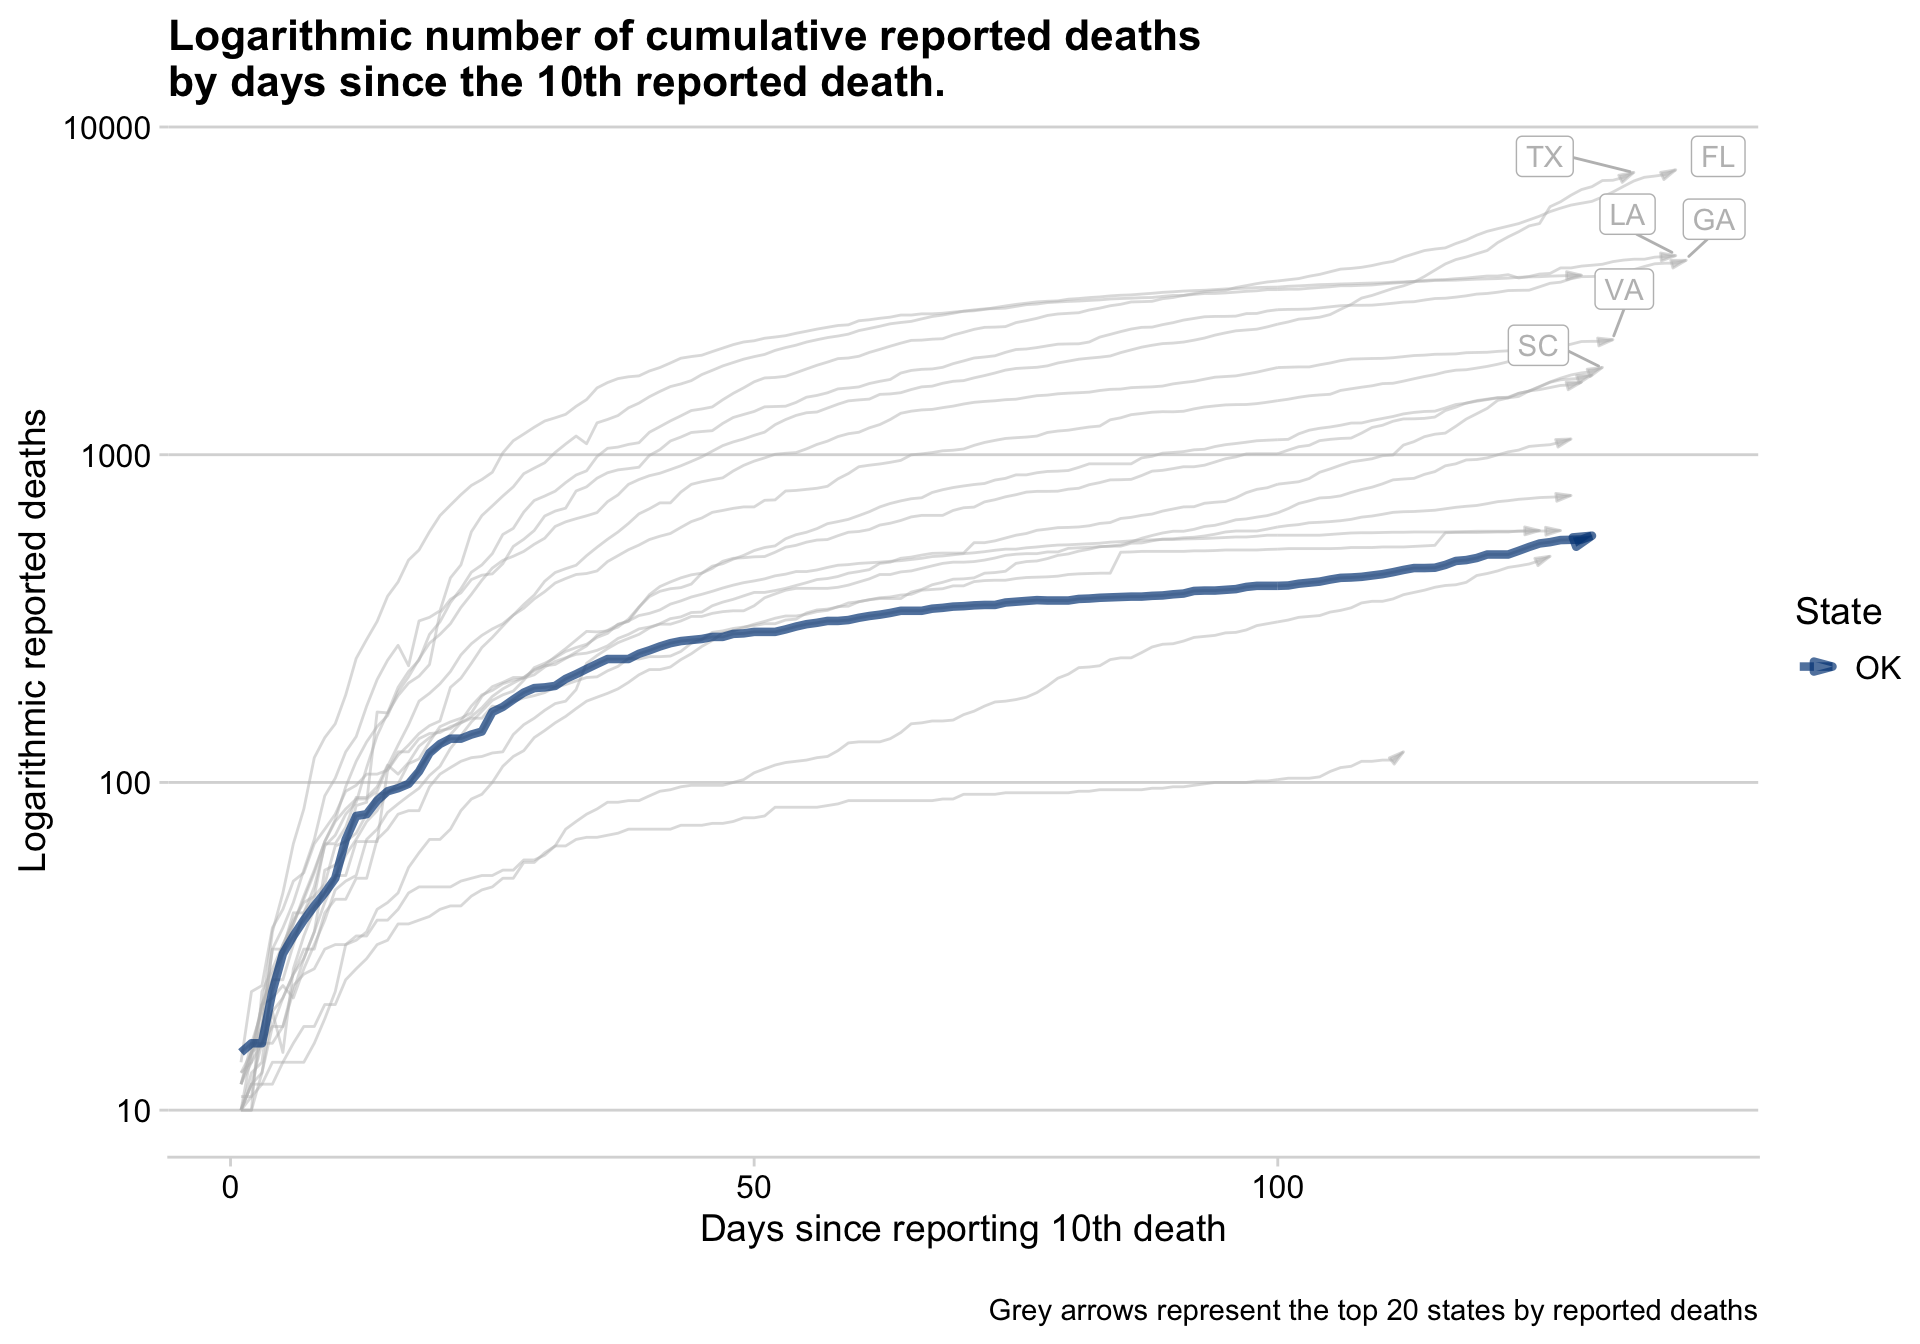 Logarithmic number of cumulative reported deaths
by days since the 10th reported death.
10000
1000
100
10
Logarithmic reported deaths
TX
FL
LA
GA
VA
SC
State
OK
0
50
100
Days since reporting 10th death
Grey arrows represent the top 20 states by reported deaths